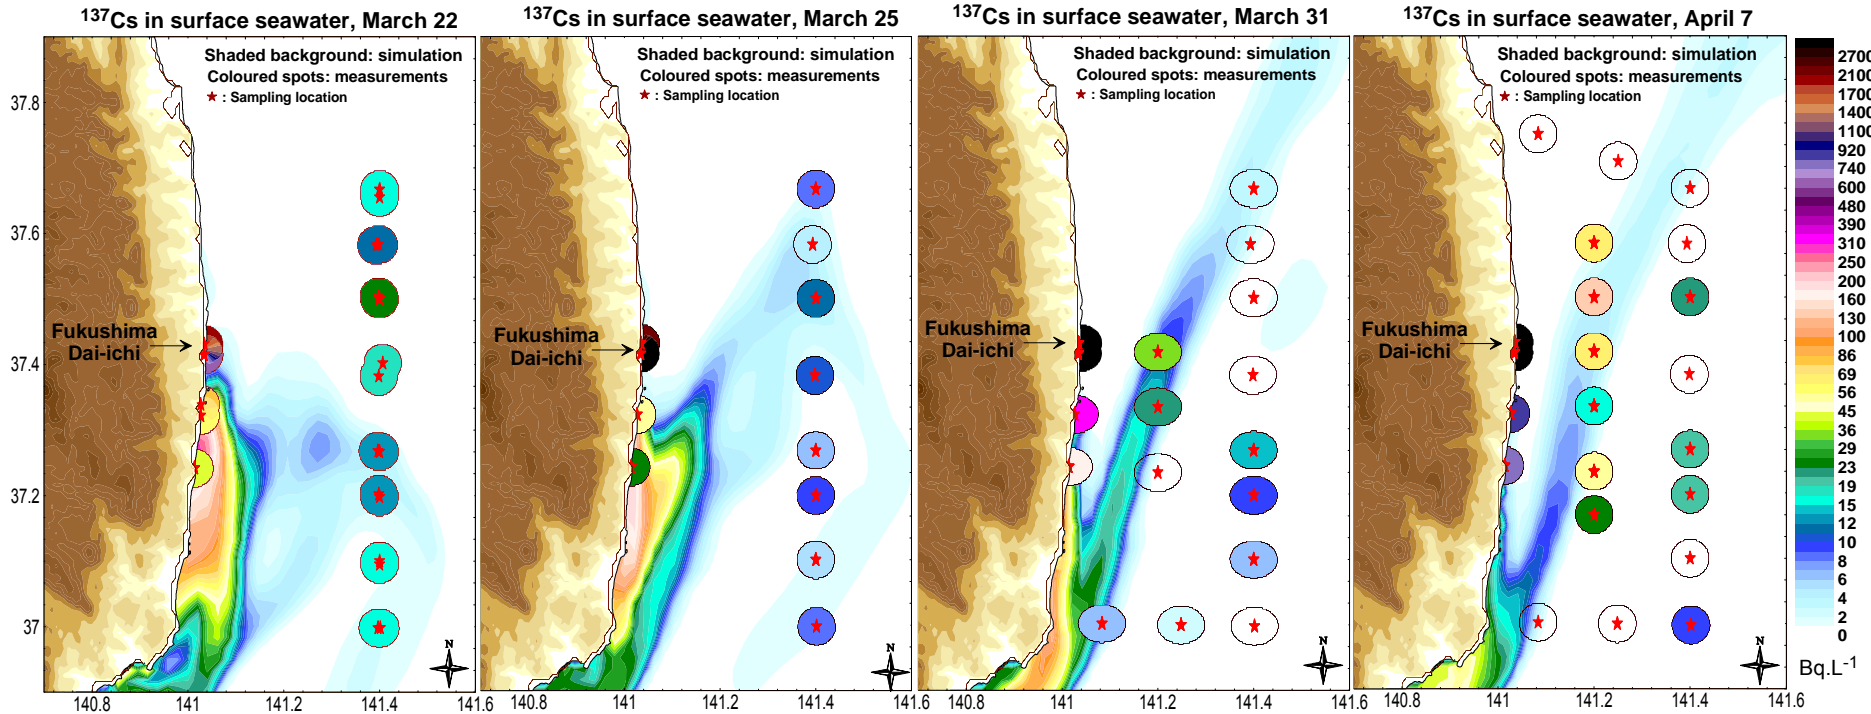 137Cs in surface seawater, March 22
Shaded background: simulation
Coloured spots: measurements
★ : Sampling location
Fukushima
Dai-ichi
N
37.8
37.6
37.5
37.4
37.2
37
140.8
141
141.2
141.4
141.6
137Cs in surface seawater, March 25
Shaded background: simulation
Coloured spots: measurements
★ : Sampling location
Fukushima
Dai-ichi
N
140.8
141
141.2
141.4
141.6
137Cs in surface seawater, March 31
Shaded background: simulation
Coloured spots: measurements
★ : Sampling location
Fukushima
Dai-ichi
N
140.8
141
141.2
141.4
141.6
137Cs in surface seawater, April 7
Shaded background: simulation
Coloured spots: measurements
★ : Sampling location
Fukushima
Dai-ichi
N
140.8
141
141.2
141.4
141.6
2700
2100
1700
1400
1100
920
740
600
480
390
310
250
200
160
130
100
86
69
56
45
36
29
23
19
15
12
10
8
6
4
2
0
Bq.L-1